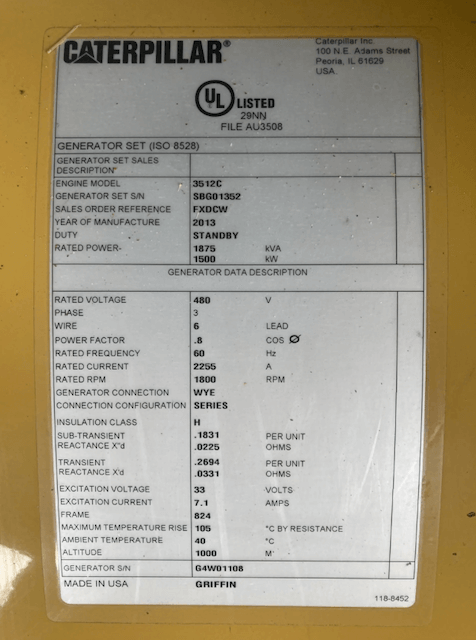 CATERPILLAR®
Caterpillar Inc.
100 N.E. Adams Street
Peoria, IL 61629
USA
UL LISTED
29NN
FILE AU3508
GENERATOR SET (ISO 8528)
GENERATOR SET SALES
DESCRIPTION
ENGINE MODEL 3512C
GENERATOR SET S/N SBG01352
SALES ORDER REFERENCE FXDCW
YEAR OF MANUFACTURE 2013
DUTY STANDBY
RATED POWER- 1875 kVA
1500 kW
GENERATOR DATA DESCRIPTION
RATED VOLTAGE 480 V
PHASE 3
WIRE 6 LEAD
POWER FACTOR .8 COS Ø
RATED FREQUENCY 60 Hz
RATED CURRENT 2255 A
RATED RPM 1800 RPM
GENERATOR CONNECTION WYE
CONNECTION CONFIGURATION SERIES
INSULATION CLASS H
SUB-TRANSIENT .1831 PER UNIT
REACTANCE X"d .0225 OHMS
TRANSIENT .2694 PER UNIT
REACTANCE X'd .0331 OHMS
EXCITATION VOLTAGE 33 VOLTS
EXCITATION CURRENT 7.1 AMPS
FRAME 824
MAXIMUM TEMPERATURE RISE 105 °C BY RESISTANCE
AMBIENT TEMPERATURE 40 °C
ALTITUDE 1000 M
GENERATOR S/N G4W01108
MADE IN USA GRIFFIN
118-8452